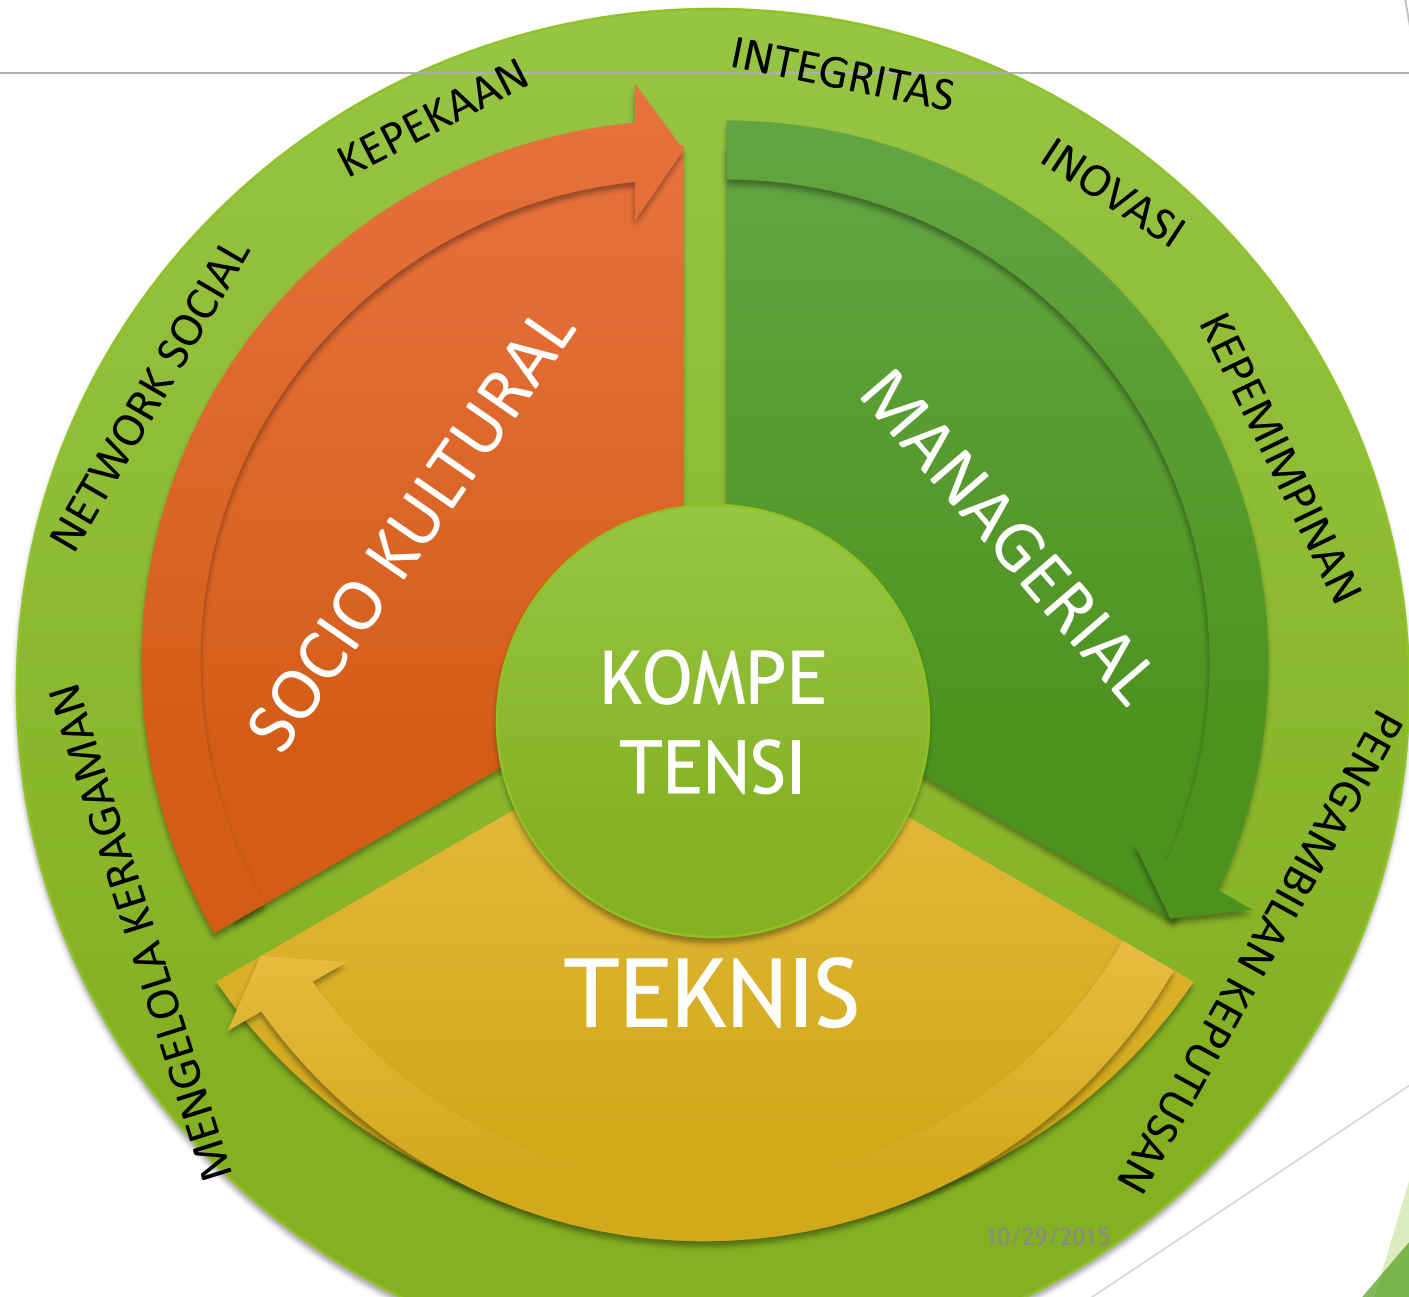 INTEGRITAS
INOVASI
KEPEMIMPINAN
PENGAMBILAN KEPUTUSAN
MENGELOLA KERAGAMAN
NETWORK SOCIAL
KEPEKAAN
MANAGERIAL
TEKNIS
SOCIO KULTURAL
KOMPE
TENSI
10/29/2015